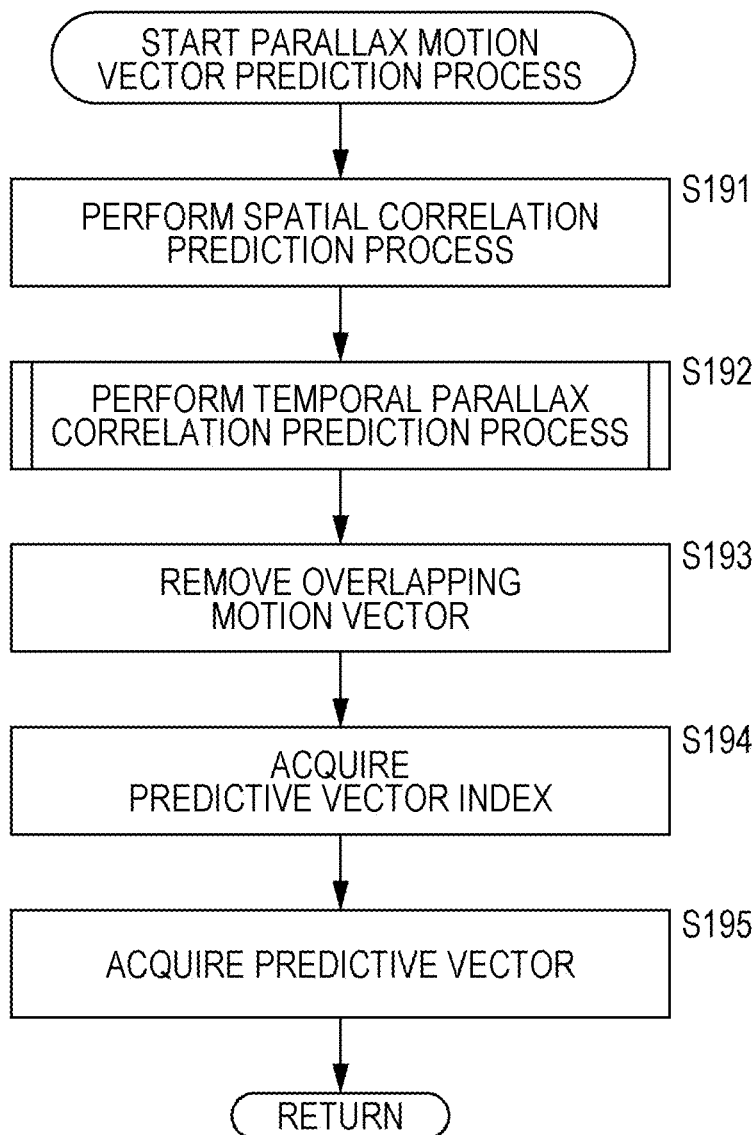 START PARALLAX MOTION
VECTOR PREDICTION PROCESS
S191
PERFORM SPATIAL CORRELATION
PREDICTION PROCESS
S192
PERFORM TEMPORAL PARALLAX
CORRELATION PREDICTION PROCESS
S193
REMOVE OVERLAPPING
MOTION VECTOR
S194
ACQUIRE
PREDICTIVE VECTOR INDEX
S195
ACQUIRE PREDICTIVE VECTOR
RETURN